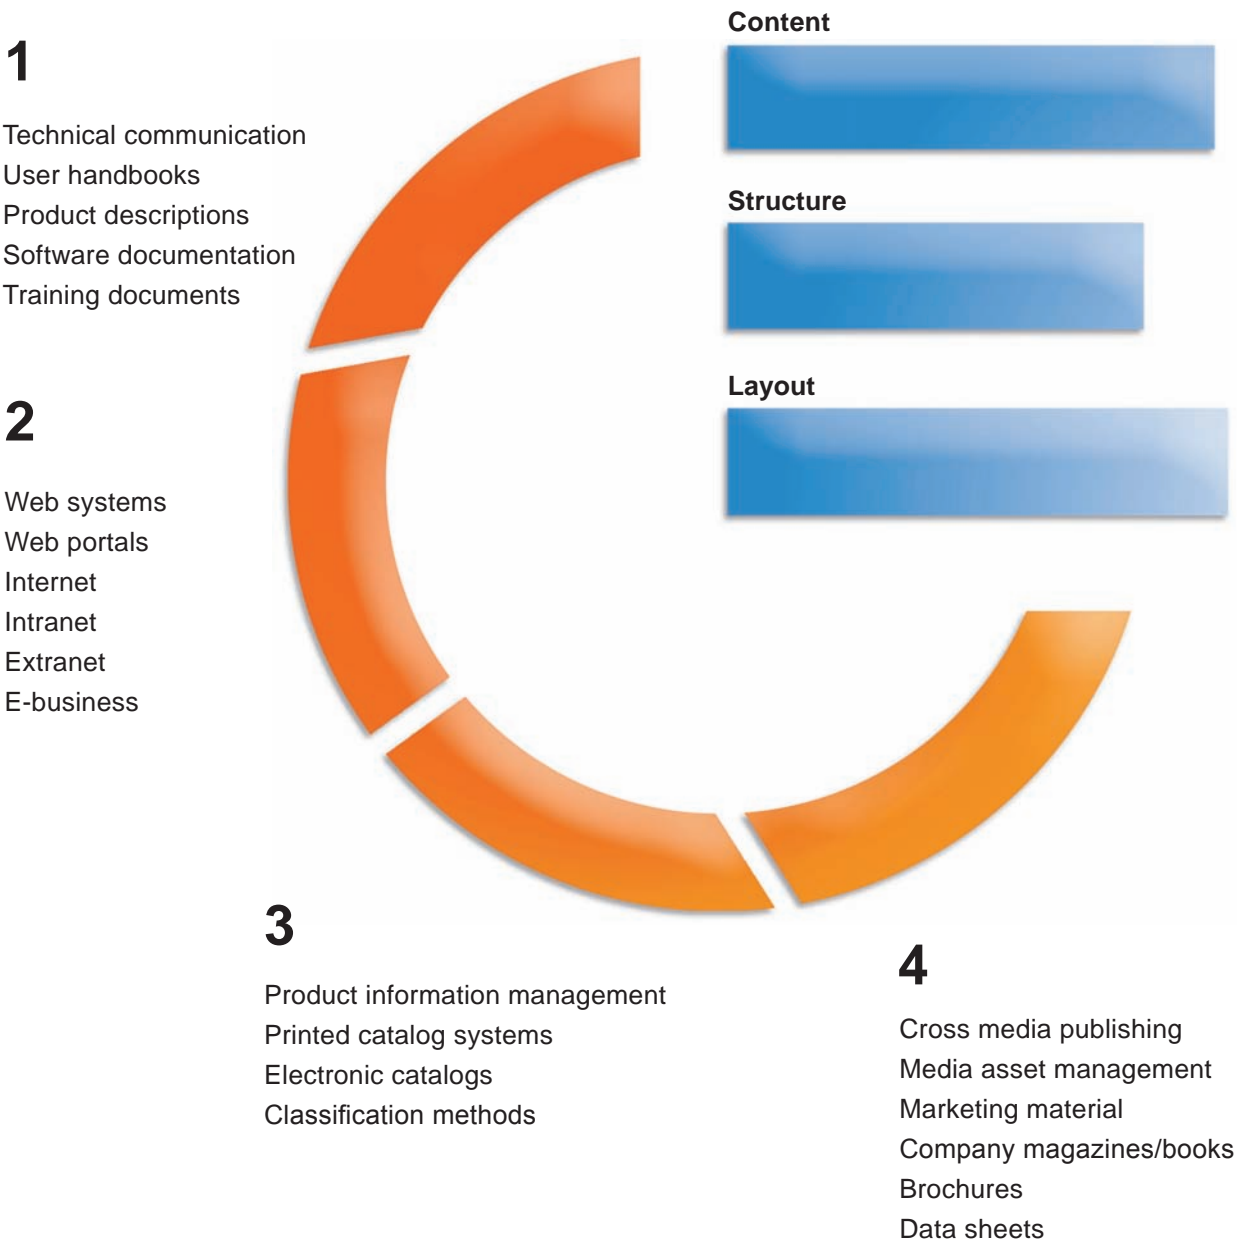 Content
Structure
Layout
1
Technical communication
User handbooks
Product descriptions
Software documentation
Training documents
2
Web systems
Web portals
Internet
Intranet
Extranet
E-business
3
Product information management
Printed catalog systems
Electronic catalogs
Classification methods
4
Cross media publishing
Media asset management
Marketing material
Company magazines/books
Brochures
Data sheets